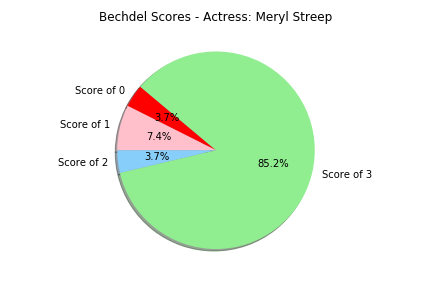 Bechdel Scores - Actress: Meryl Streep
Score of 0
3.7%
Score of 1
7.4%
Score of 2
3.7%
85.2%
Score of 3